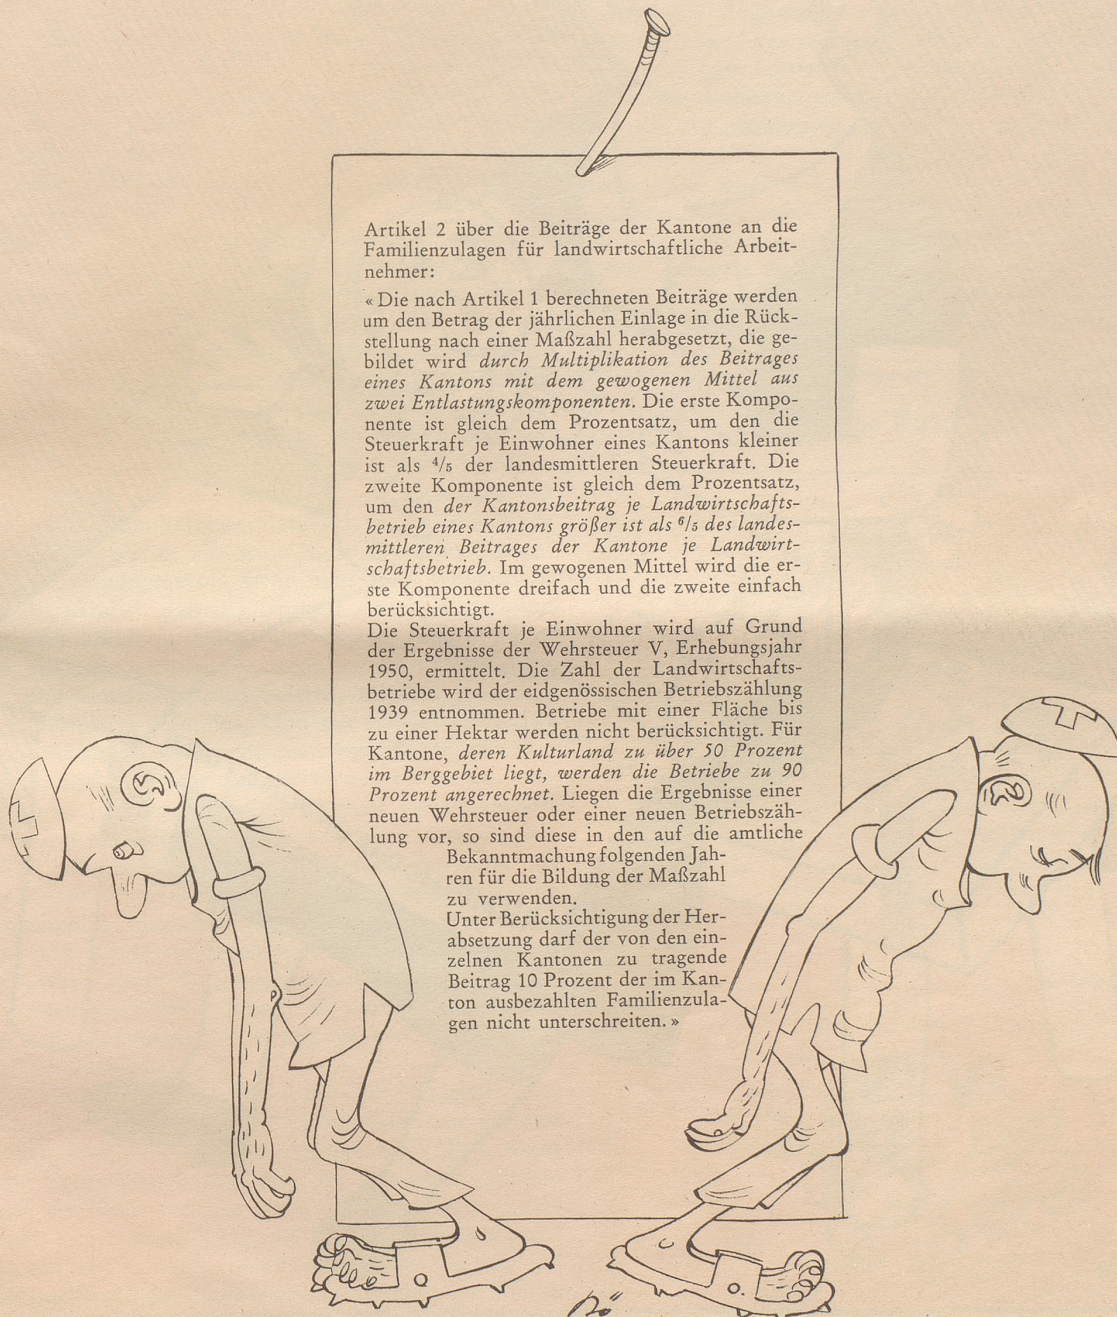 Artikel 2 über die Beiträge der Kantone an die
Familienzulagen für landwirtschaftliche Arbeit-
nehmer:
« Die nach Artikel 1 berechneten Beiträge werden
um den Betrag der jährlichen Einlage in die Rück-
stellung nach einer Maßzahl herabgesetzt, die ge-
bildet wird durch Multiplikation des Beitrages
eines Kantons mit dem gewogenen Mittel aus
zwei Entlastungskomponenten. Die erste Kompo-
nente ist gleich dem Prozentsatz, um den die
Steuerkraft je Einwohner eines Kantons kleiner
ist als 4/5 der landesmittleren Steuerkraft. Die
zweite Komponente ist gleich dem Prozentsatz,
um den der Kantonsbeitrag je Landwirtschafts-
betrieb eines Kantons größer ist als 6/5 des landes-
mittleren Beitrages der Kantone je Landwirt-
schaftsbetrieb. Im gewogenen Mittel wird die er-
ste Komponente dreifach und die zweite einfach
berücksichtigt.
Die Steuerkraft je Einwohner wird auf Grund
der Ergebnisse der Wehrsteuer V, Erhebungsjahr
1950, ermittelt. Die Zahl der Landwirtschafts-
betriebe wird der eidgenössischen Betriebszählung
1939 entnommen. Betriebe mit einer Fläche bis
zu einer Hektar werden nicht berücksichtigt. Für
Kantone, deren Kulturland zu über 50 Prozent
im Berggebiet liegt, werden die Betriebe zu 90
Prozent angerechnet. Liegen die Ergebnisse einer
neuen Wehrsteuer oder einer neuen Betriebszäh-
lung vor, so sind diese in den auf die amtliche
Bekanntmachung folgenden Jah-
ren für die Bildung der Maßzahl
zu verwenden.
Unter Berücksichtigung der Her-
absetzung darf der von den ein-
zelnen Kantonen zu tragende
Beitrag 10 Prozent der im Kan-
ton ausbezahlten Familienzula-
gen nicht unterschreiten. »
Bö